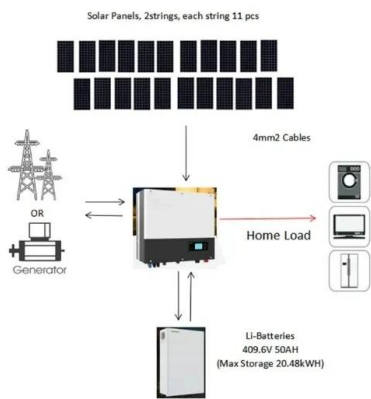 Solar Panels, 2strings, each string 11 pcs
4mm2 Cables
OR
Generator
Home Load
Li-Batteries
409.6V 50AH
(Max Storage 20.48kWH)